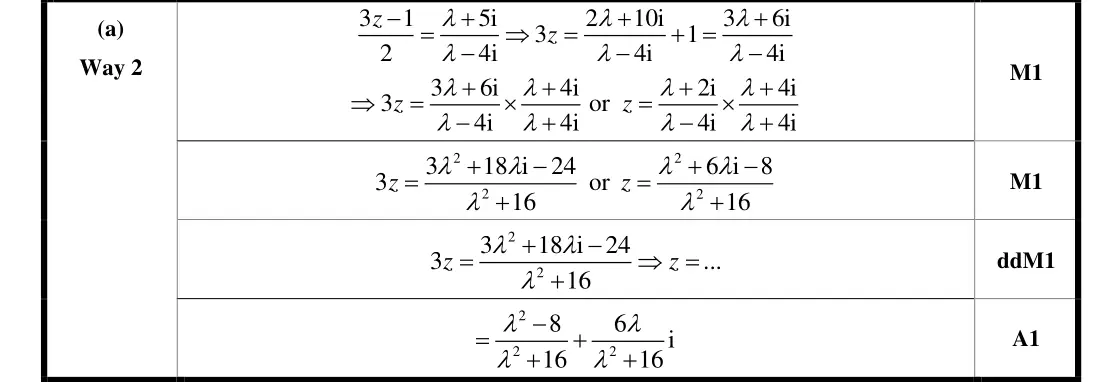 (a)
Way 2
(3z−1)/2 = (λ+5i)/(λ−4i) ⇒ 3z = (2λ+10i)/(λ−4i) + 1 = (3λ+6i)/(λ−4i)
M1
⇒ 3z = (3λ+6i)/(λ−4i) × (λ+4i)/(λ+4i) or z = (λ+2i)/(λ−4i) × (λ+4i)/(λ+4i)
3z = (3λ²+18λi−24)/(λ²+16) or z = (λ²+6λi−8)/(λ²+16)
M1
3z = (3λ²+18λi−24)/(λ²+16) ⇒ z = ...
ddM1
= (λ²−8)/(λ²+16) + 6λ/(λ²+16) i
A1